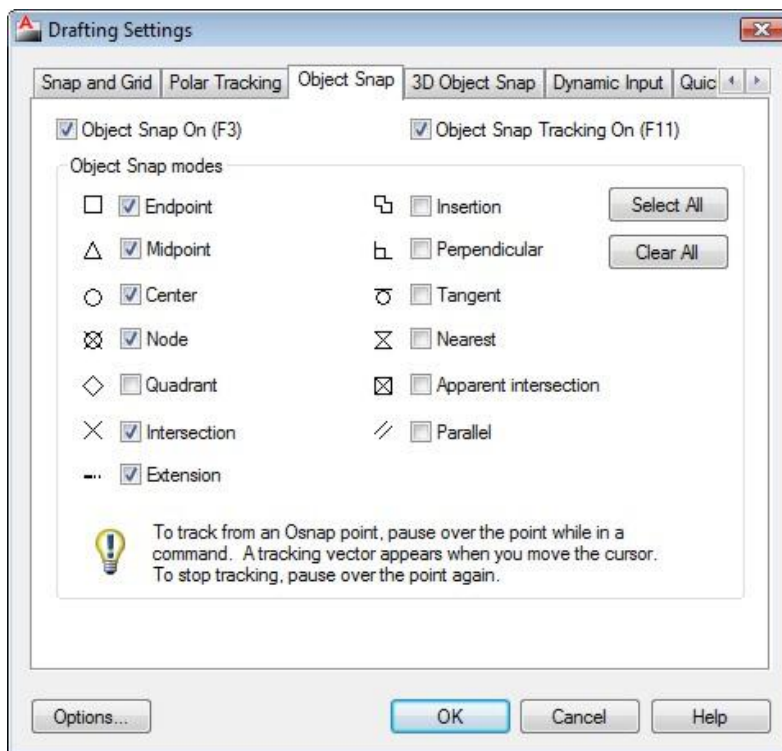 Drafting Settings
Snap and Grid Polar Tracking Object Snap 3D Object Snap Dynamic Input Quic
Object Snap On (F3) Object Snap Tracking On (F11)
Object Snap modes
Endpoint Insertion Select All
Midpoint Perpendicular Clear All
Center Tangent
Node Nearest
Quadrant Apparent intersection
Intersection Parallel
Extension
To track from an Osnap point, pause over the point while in a
command. A tracking vector appears when you move the cursor.
To stop tracking, pause over the point again.
Options... OK Cancel Help